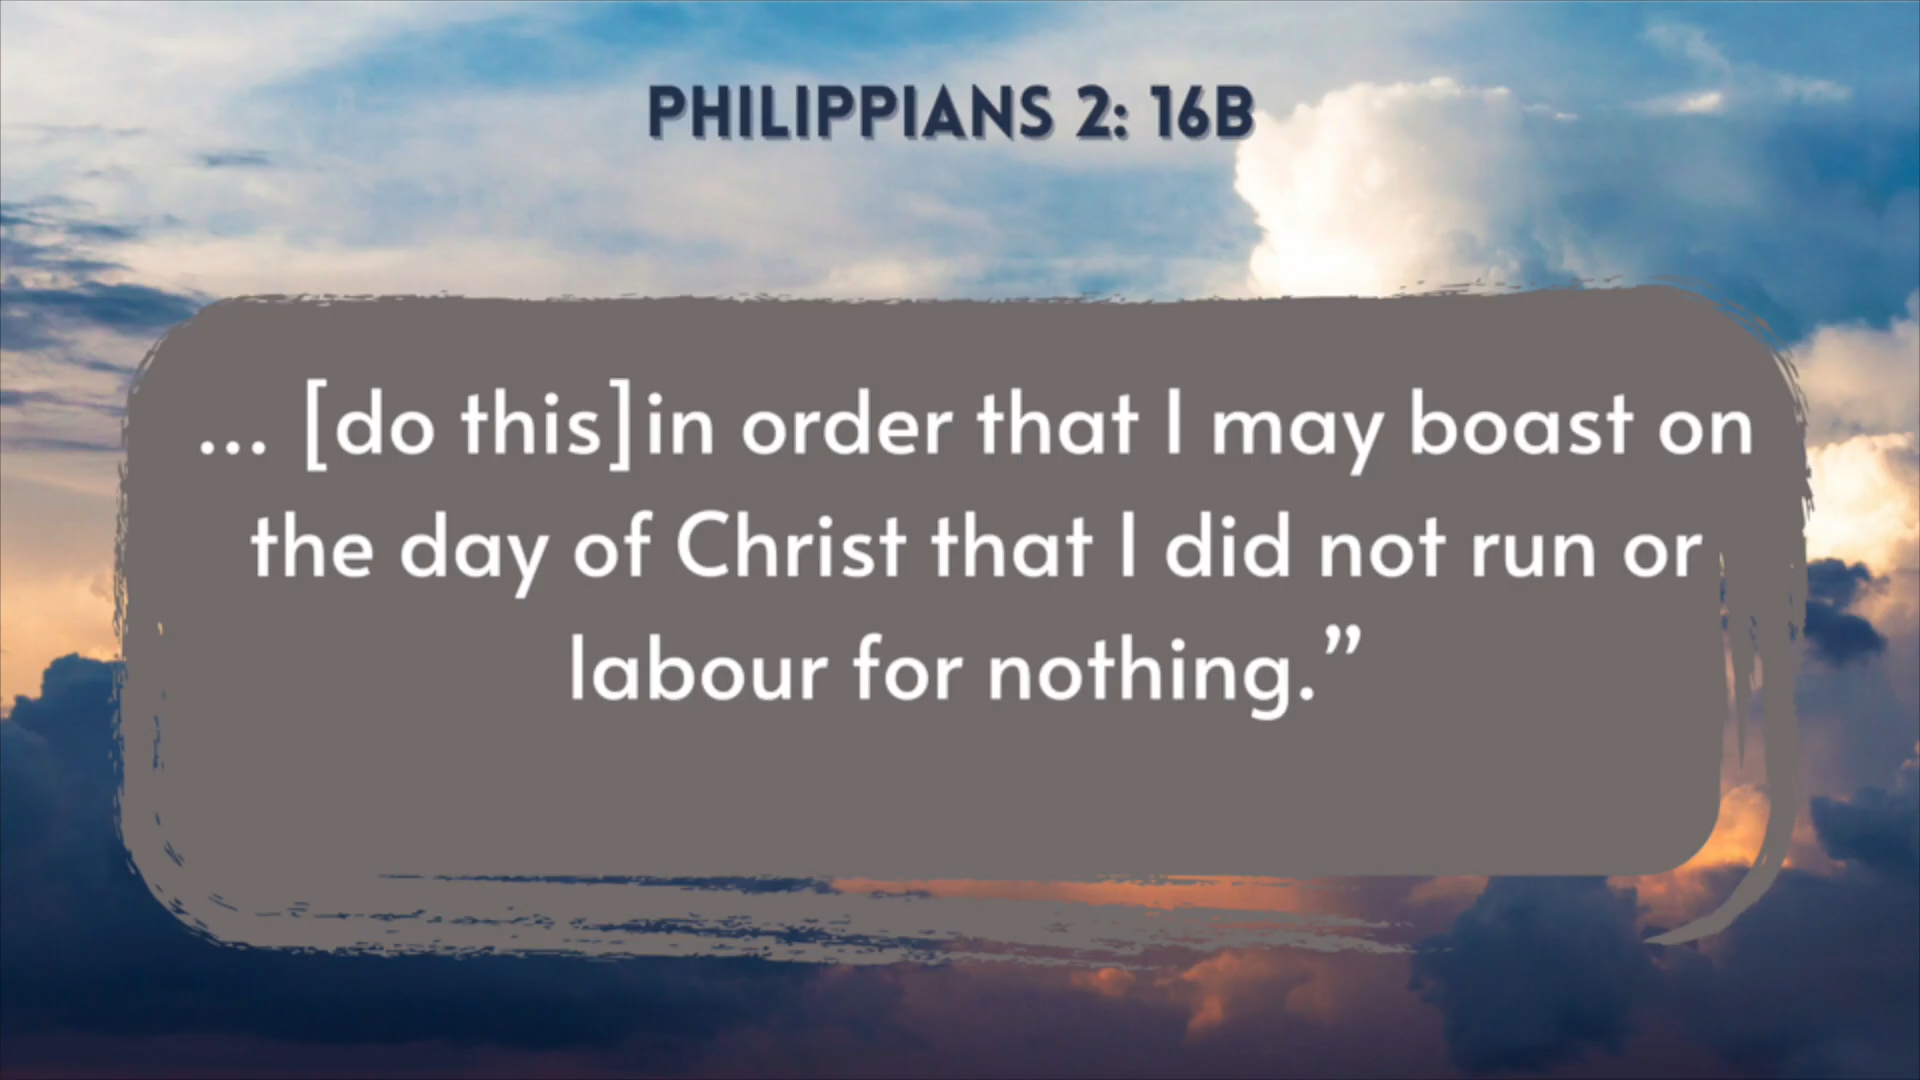 PHILIPPIANS 2: 16B
... [do this]in order that I may boast on
the day of Christ that I did not run or
labour for nothing.”